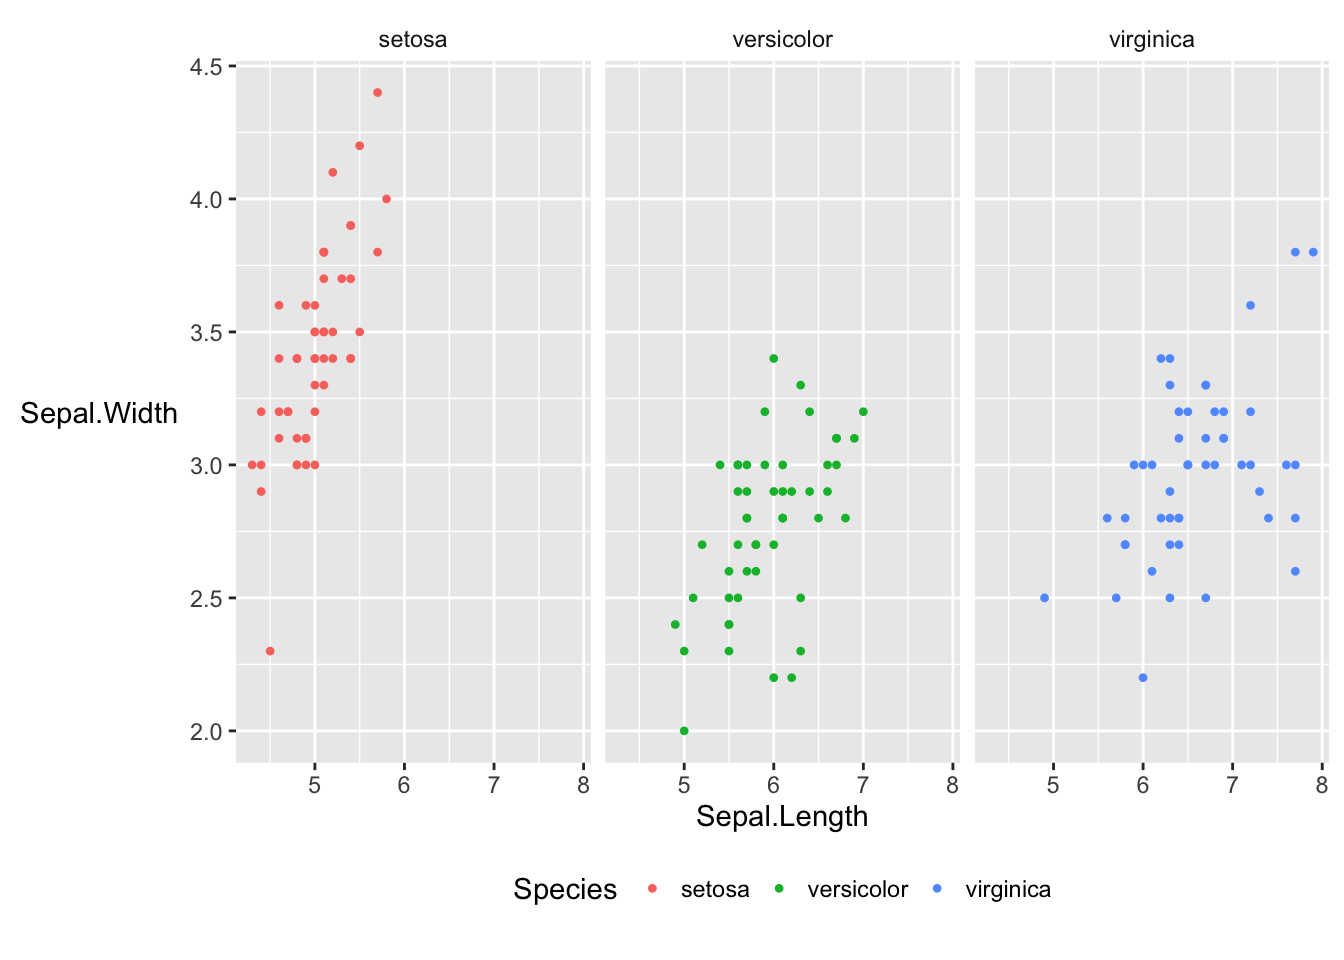 setosa versicolor virginica
4.5
4.0
3.5
Sepal.Width
3.0
2.5
2.0
5 6 7 8 5 6 7 8 5 6 7 8
Sepal.Length
Species setosa versicolor virginica